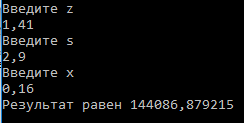 Введите z
1,41
Введите s
2,9
Введите x
0,16
Результат равен 144086,879215